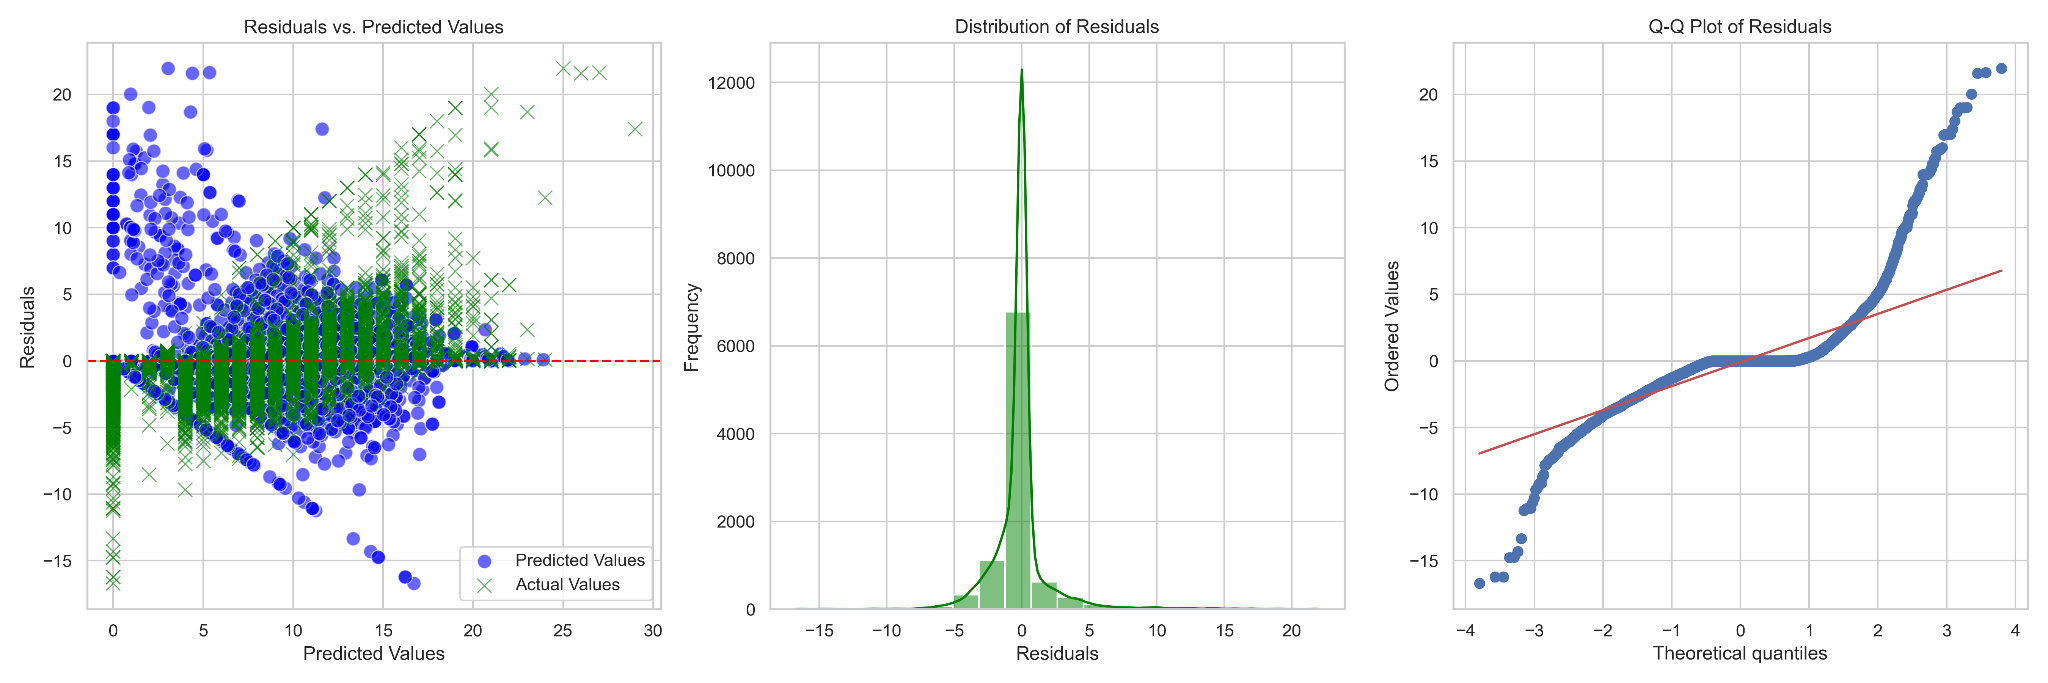 Residuals vs. Predicted Values
Residuals
20
15
10
5
0
−5
−10
−15
0 5 10 15 20 25 30
Predicted Values
Predicted Values
Actual Values
Distribution of Residuals
Frequency
12000
10000
8000
6000
4000
2000
0
−15 −10 −5 0 5 10 15 20
Residuals
Q-Q Plot of Residuals
Ordered Values
20
15
10
5
0
−5
−10
−15
−4 −3 −2 −1 0 1 2 3 4
Theoretical quantiles